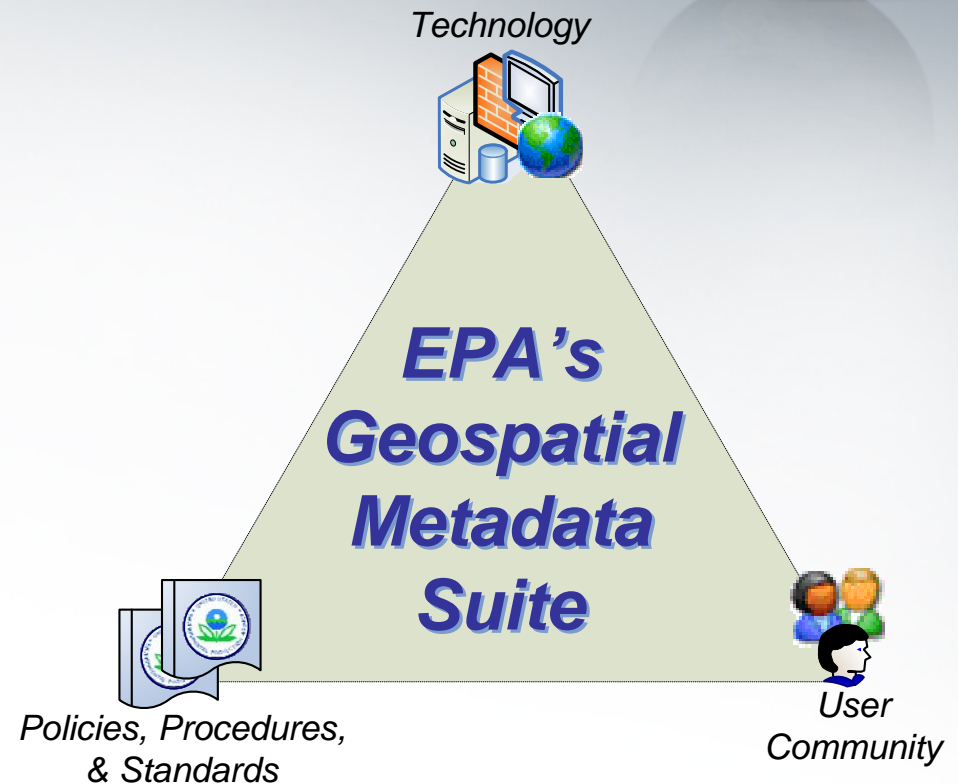 Technology
EPA's
Geospatial
Metadata
Suite
Policies, Procedures,
& Standards
User
Community